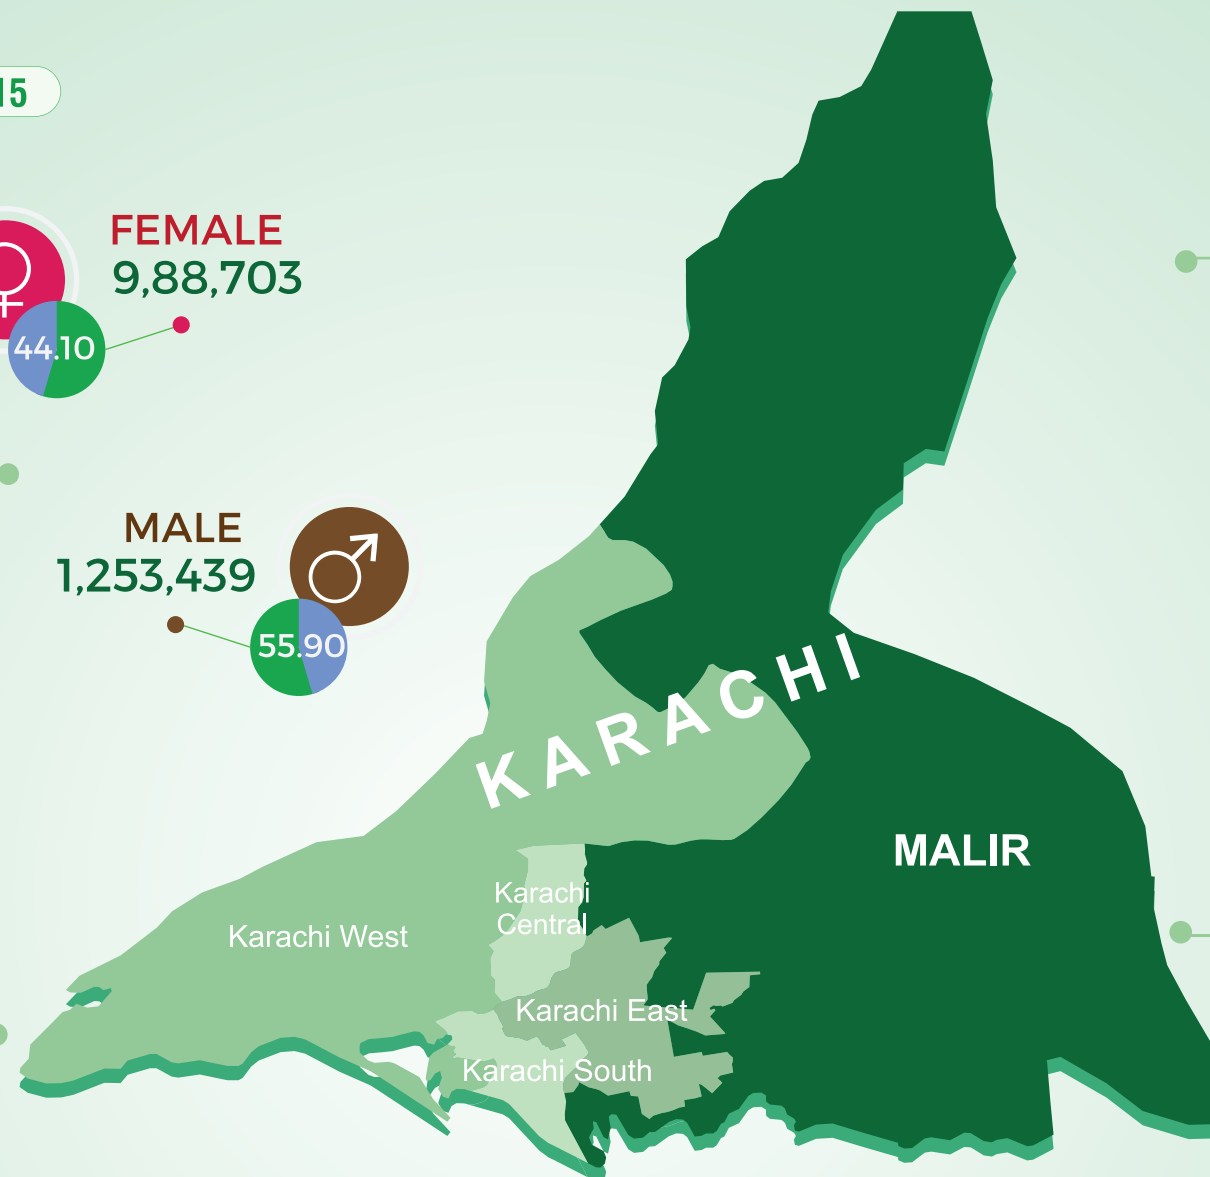 15
FEMALE
9,88,703
44.10
MALE
1,253,439
55.90
KARACHI
MALIR
Karachi
Central
Karachi West
Karachi East
Karachi South